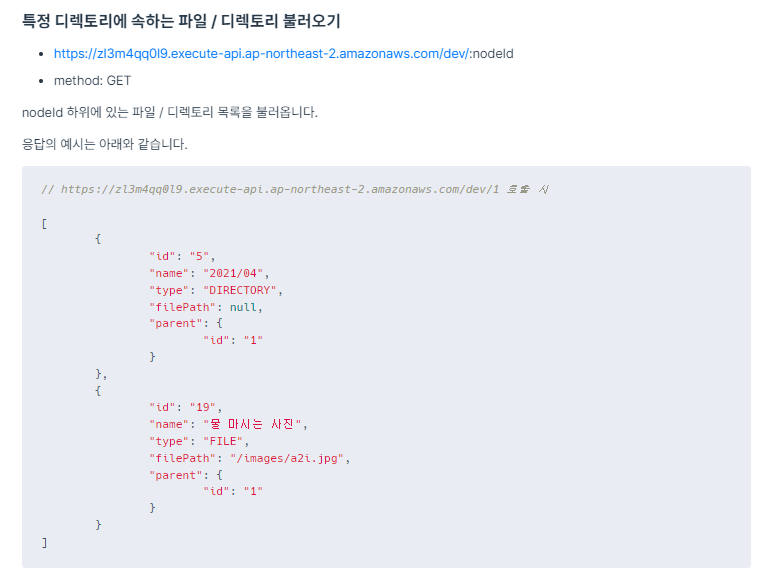 특정 디렉토리에 속하는 파일 / 디렉토리 불러오기
https://zl3m4qq0l9.execute-api.ap-northeast-2.amazonaws.com/dev/:nodeId
method: GET
nodeId 하위에 있는 파일 / 디렉토리 목록을 불러옵니다.
응답의 예시는 아래와 같습니다.
// https://zl3m4qq0l9.execute-api.ap-northeast-2.amazonaws.com/dev/1 호출 시
[
{
"id": "5",
"name": "2021/04",
"type": "DIRECTORY",
"filePath": null,
"parent": {
"id": "1"
}
},
{
"id": "19",
"name": "물 마시는 사진",
"type": "FILE",
"filePath": "/images/a2i.jpg",
"parent": {
"id": "1"
}
}
]